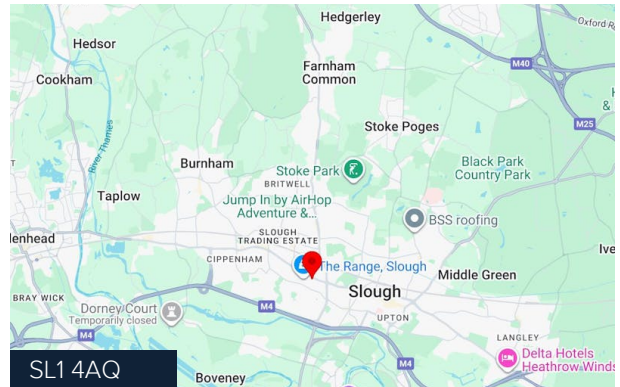 Hedgerley
Oxford R
Hedsor
M40
Cookham
Farnham
Common
M25
&
River Thames
Stoke Poges
Burnham
Stoke Park
Black Park
Country Park
BRITWELL
Taplow
Jump In by AirHop
Adventure &...
BSS roofing
lenhead
SLOUGH
TRADING ESTATE
Ive
CIPPENHAM
The Range, Slough
Middle Green
BRAY WICK
Slough
Dorney Court
Temporarily closed
M4
UPTON
M4
LANGLEY
M4
Delta Hotels
Heathrow Winds
SL1 4AQ
Boveney